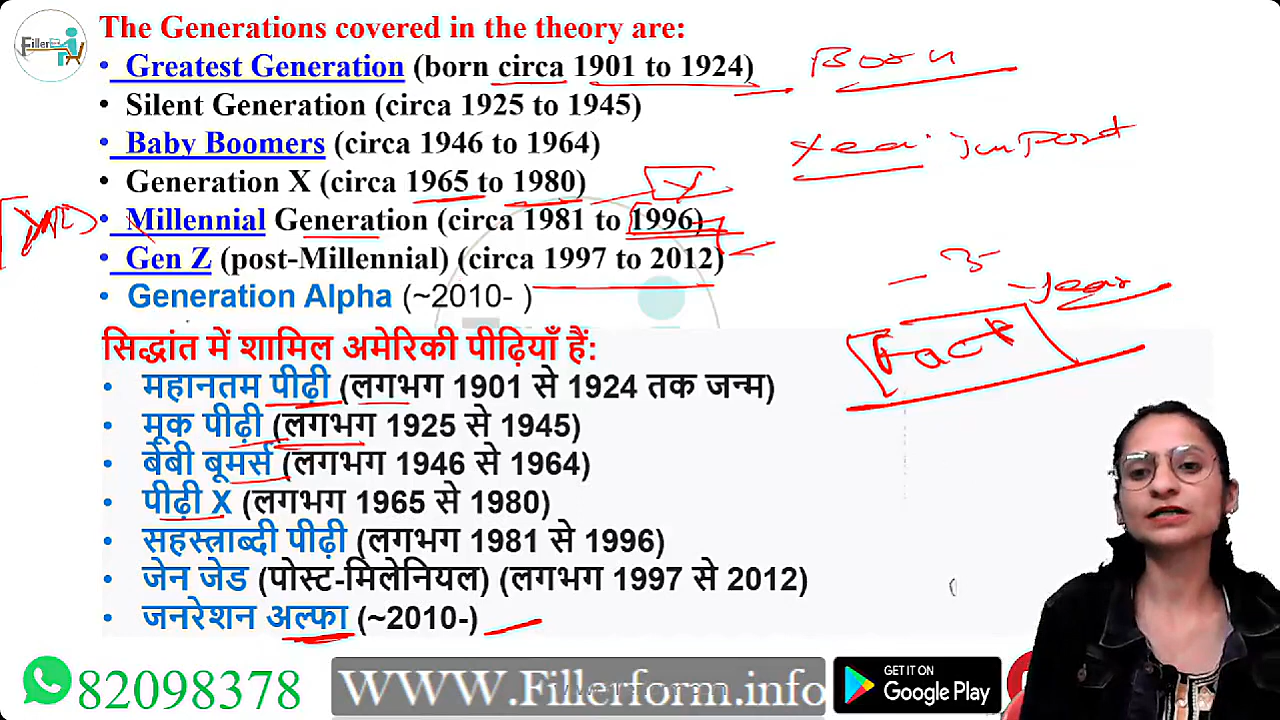 The Generations covered in the theory are:
• Greatest Generation (born circa 1901 to 1924)
• Silent Generation (circa 1925 to 1945)
• Baby Boomers (circa 1946 to 1964)
• Generation X (circa 1965 to 1980)
• Millennial Generation (circa 1981 to 1996)
• Gen Z (post-Millennial) (circa 1997 to 2012)
• Generation Alpha (~2010- )
Born
Year
3
year
Fact
Y
सिद्धांत में शामिल अमेरिकी पीढ़ियाँ हैं:
• महानतम पीढ़ी (लगभग 1901 से 1924 तक जन्म)
• मूक पीढ़ी (लगभग 1925 से 1945)
• बेबी बूमर्स (लगभग 1946 से 1964)
• पीढ़ी X (लगभग 1965 से 1980)
• सहस्त्राब्दी पीढ़ी (लगभग 1981 से 1996)
• जेन जेड (पोस्ट-मिलेनियल) (लगभग 1997 से 2012)
• जनरेशन अल्फा (~2010-)
82098378
WWW.Fillerform.info
GET IT ON
Google Play